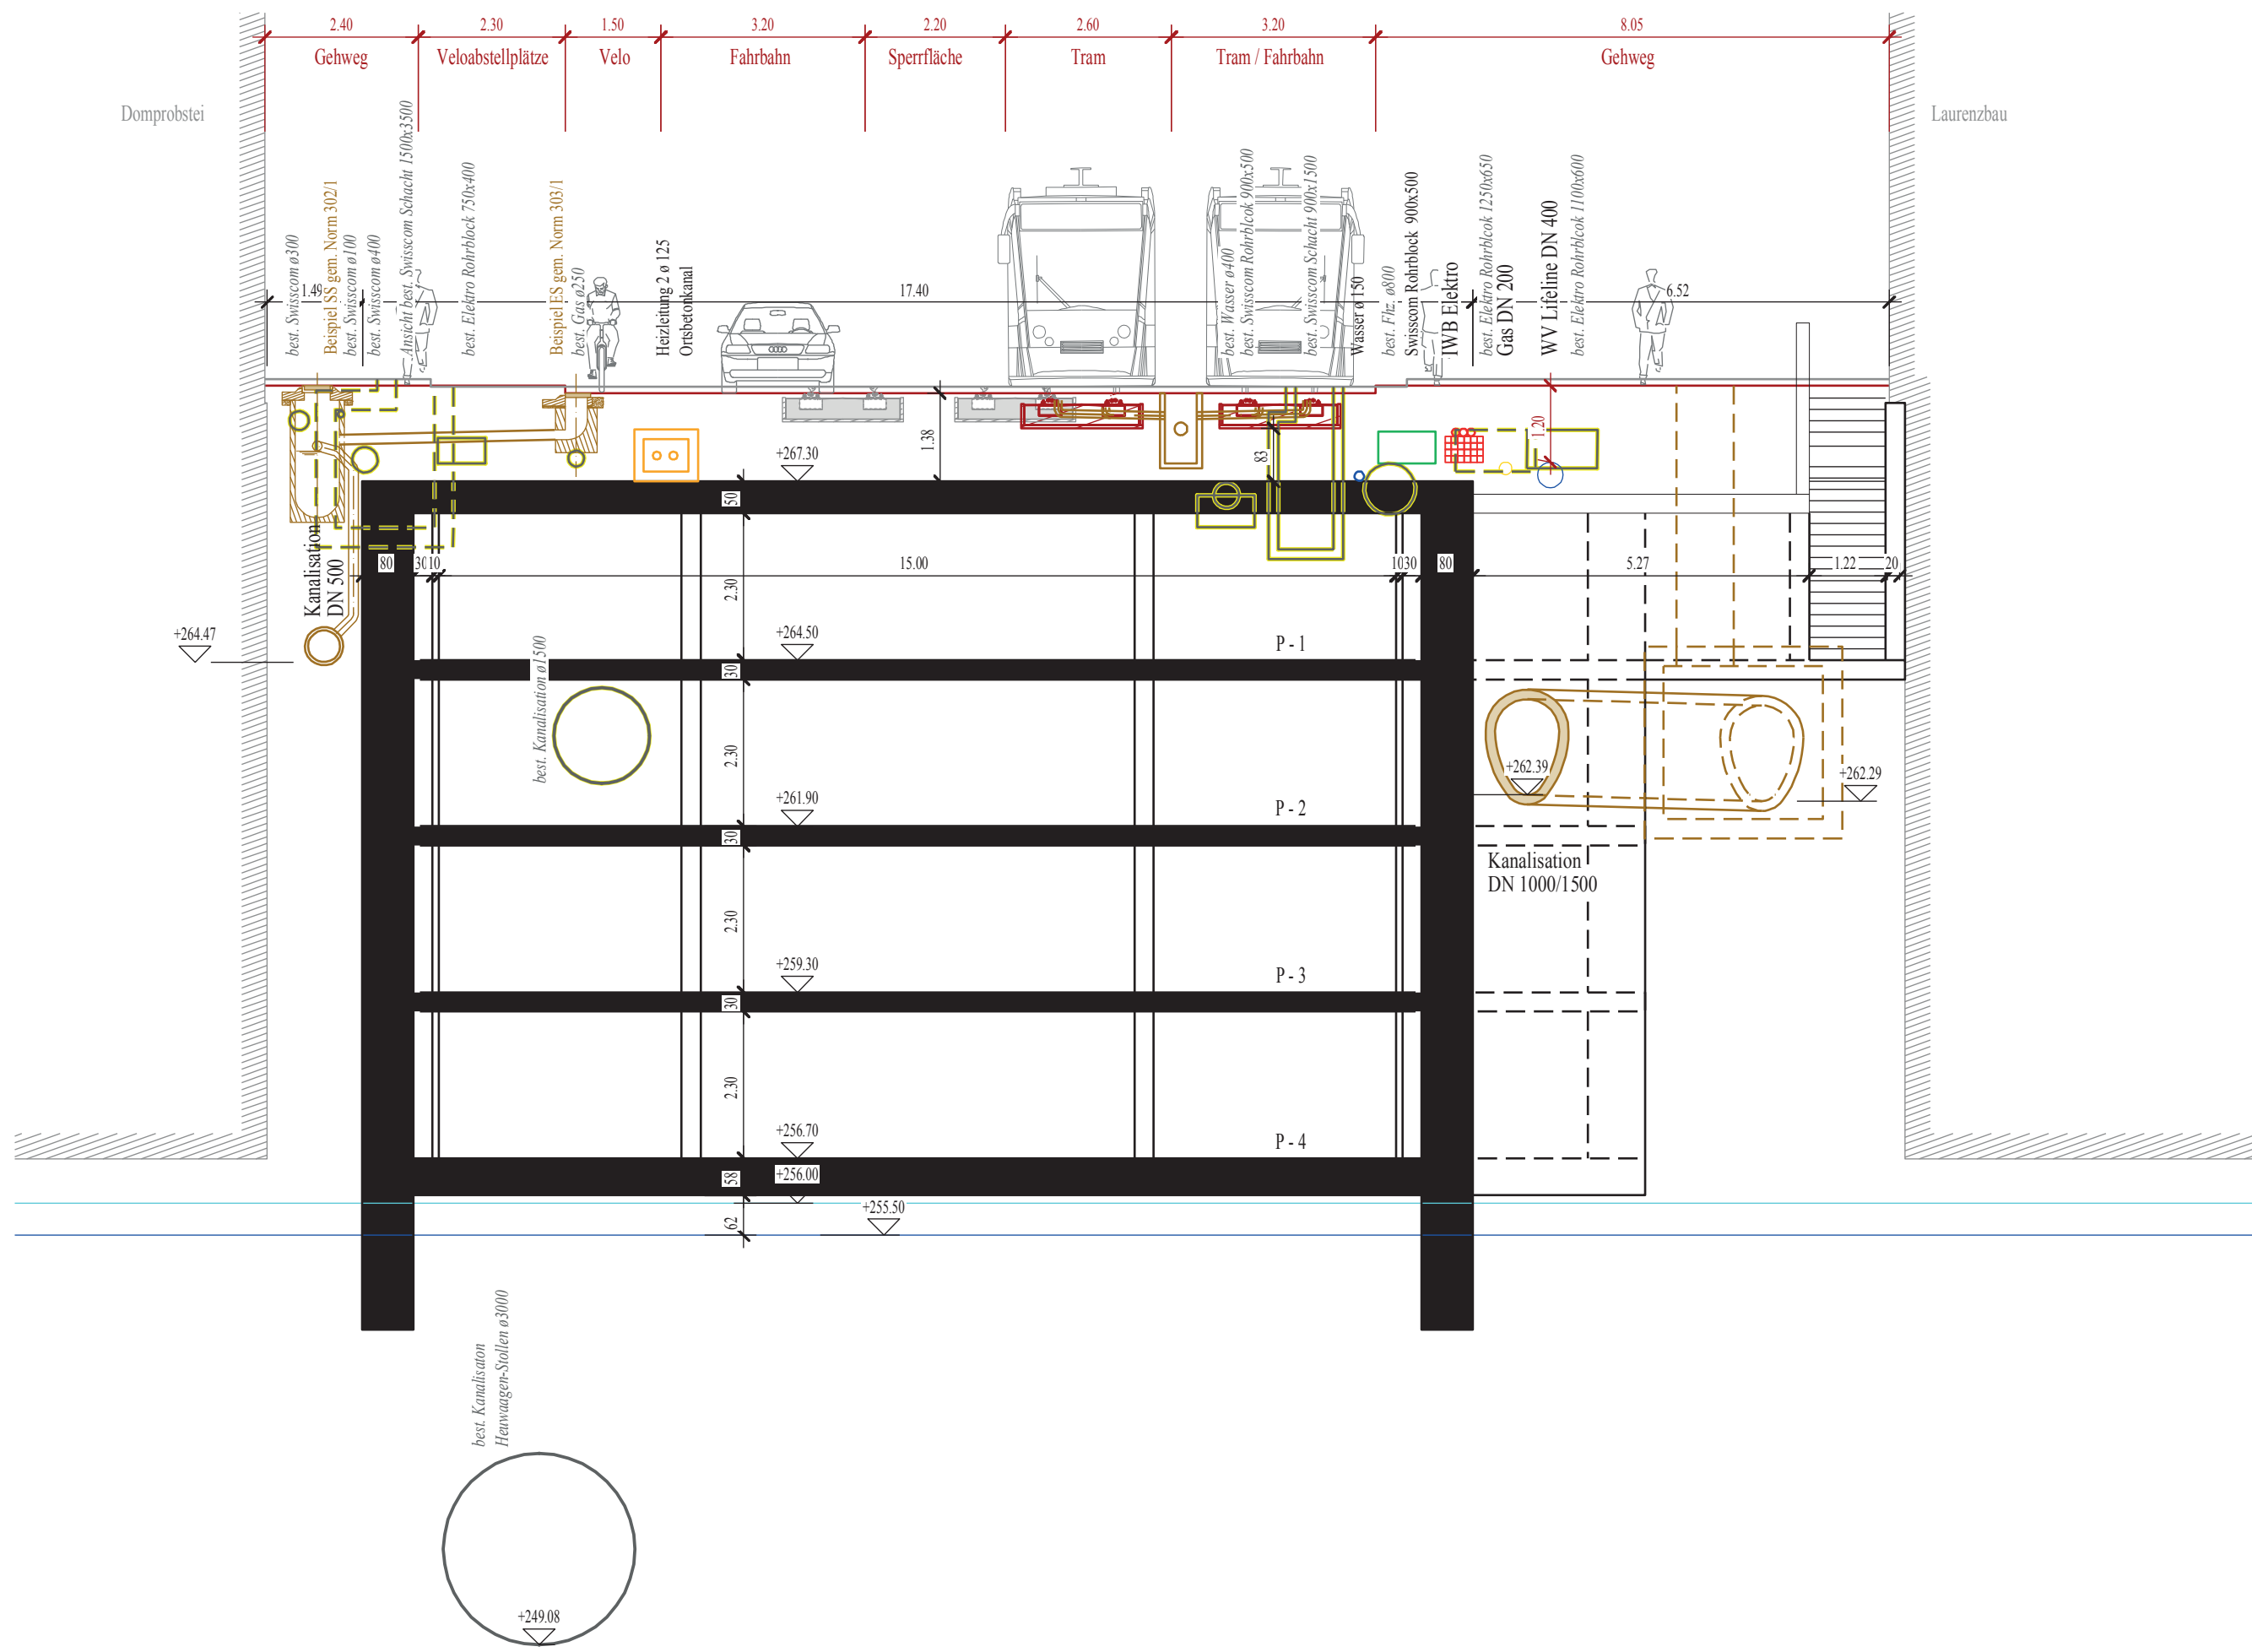 2.40
2.30
1.50
3.20
2.20
2.60
3.20
8.05
Gehweg
Veloabstellplätze
Velo
Fahrbahn
Sperrfläche
Tram
Tram / Fahrbahn
Gehweg
Domprobstei
Laurenzbau
best. Swisscom ø300
Beispiel SS gem. Norm 302/1
best. Swisscom ø100
best. Swisscom ø400
Ansicht best. Swisscom Schacht 1500x3500
best. Elektro Rohrblock 750x400
Beispiel ES gem. Norm 303/1
best. Gas ø250
Heizleitung 2 ø 125
Ortsbetonkanal
best. Wasser ø400
best. Swisscom Rohrblcok 900x500
best. Swisscom Schacht 900x1500
Wasser ø 150
best. Fhz. ø800
Swisscom Rohrblock 900x500
IWB Elektro
best. Elektro Rohrblcok 1250x650
Gas DN 200
WV Lifeline DN 400
best. Elektro Rohrblcok 1100x600
1.49
17.40
6.52
1.38
83
1.20
+267.30
50
Kanalisation
DN 500
80
30
10
15.00
10
30
80
5.27
1.22
20
2.30
+264.47
+264.50
P - 1
30
best. Kanalisation ø1500
2.30
+262.39
+262.29
+261.90
P - 2
30
Kanalisation
DN 1000/1500
2.30
+259.30
P - 3
30
2.30
+256.70
P - 4
58
+256.00
62
+255.50
best. Kanalisaton
Heuwaagen-Stollen ø3000
+249.08